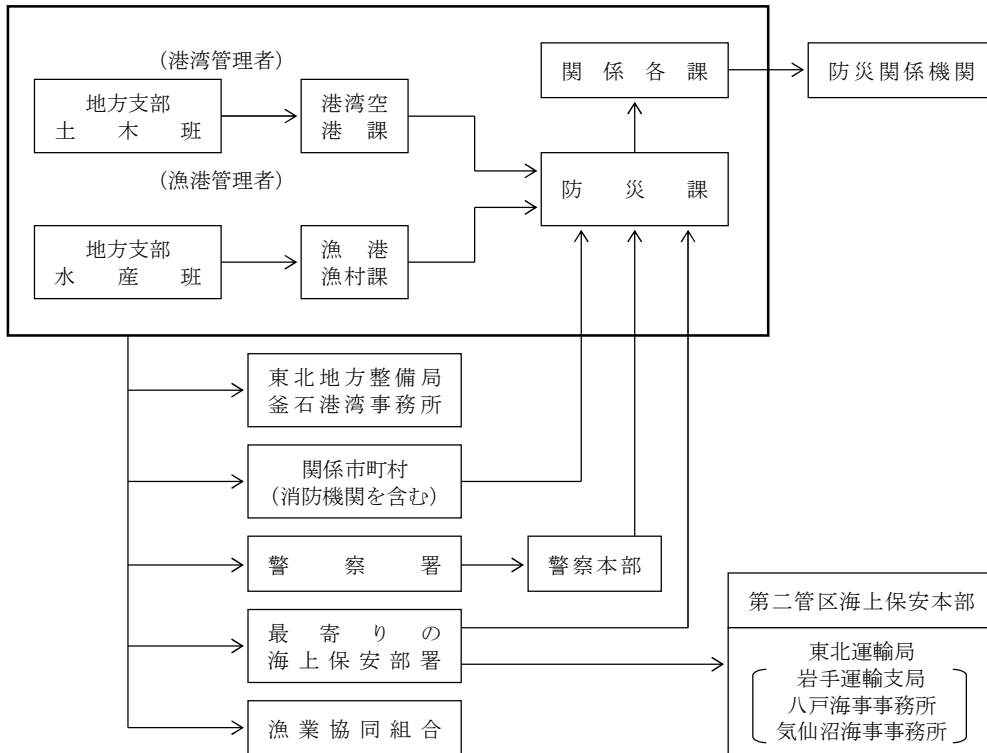 (港湾管理者)
地方支部
土木班
港湾空
港課
関係各課
防災関係機関
防災課
(漁港管理者)
地方支部
水産班
漁港
漁村課
東北地方整備局
釜石港湾事務所
関係市町村
(消防機関を含む)
警察署
警察本部
最寄りの
海上保安部署
漁業協同組合
第二管区海上保安本部
東北運輸局
岩手運輸支局
八戸海事事務所
気仙沼海事事務所